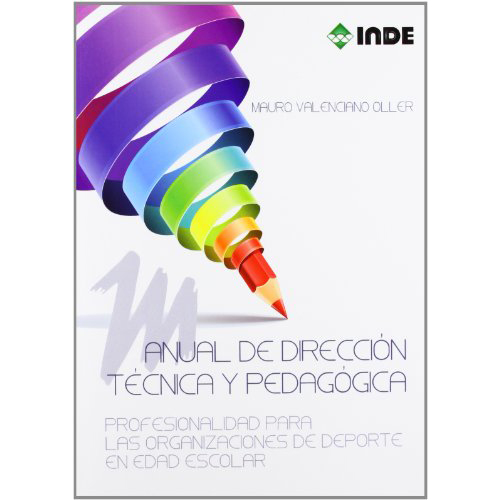 INDE
MAURO VALENCIANO OLLER
MANUAL DE DIRECCIÓN
TÉCNICA Y PEDAGÓGICA
PROFESIONALIDAD PARA
LAS ORGANIZACIONES DE DEPORTE
EN EDAD ESCOLAR